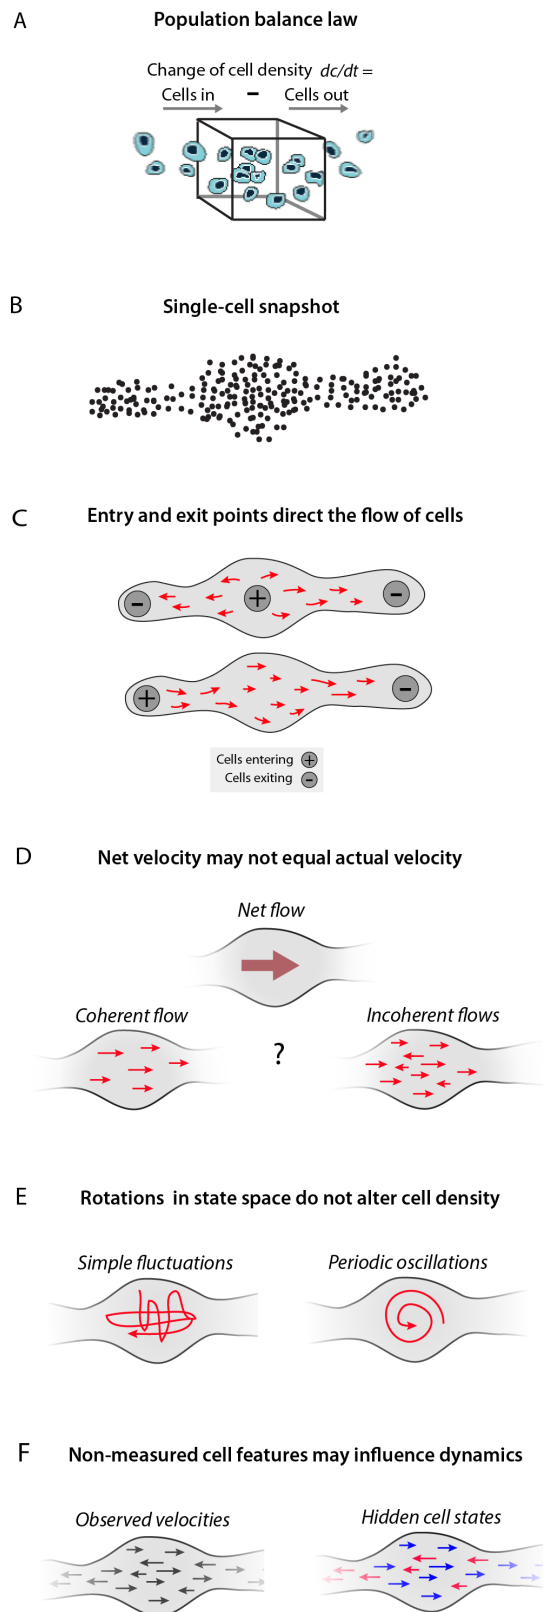 A
Population balance law
Change of cell density dc/dt =
Cells in - Cells out
B
Single-cell snapshot
C
Entry and exit points direct the flow of cells
- + -
+ -
Cells entering +
Cells exiting -
D
Net velocity may not equal actual velocity
Net flow
Coherent flow
Incoherent flows
?
E
Rotations in state space do not alter cell density
Simple fluctuations
Periodic oscillations
F
Non-measured cell features may influence dynamics
Observed velocities
Hidden cell states